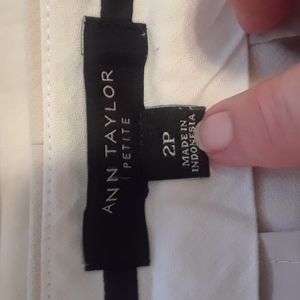 ANN TAYLOR
PETITE
2P
MADE IN
INDONESIA